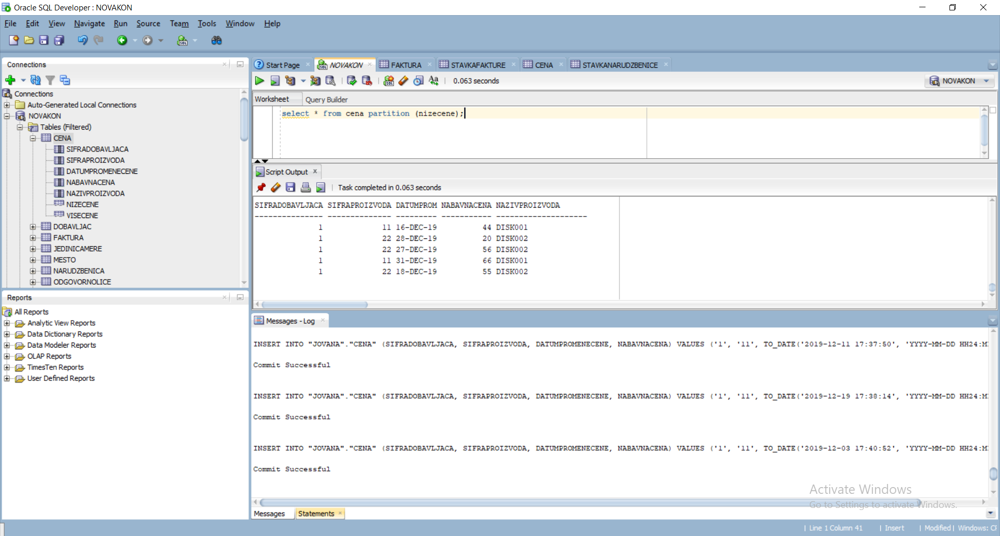 Oracle SQL Developer : NOVAKON
File Edit View Navigate Run Source Team Tools Window Help
Connections
Connections
Auto-Generated Local Connections
NOVAKON
Tables (Filtered)
CENA
SIFRADOBAVLJACA
SIFRAPROIZVODA
DATUMPROMENECENE
NABAVNACENA
NAZIVPROIZVODA
NIZECENE
VISECENE
DOBAVLJAC
FAKTURA
JEDINICAMERE
MESTO
NARUDZBENICA
ODGOVORNOLICE
Reports
All Reports
Analytic View Reports
Data Dictionary Reports
Data Modeler Reports
OLAP Reports
TimesTen Reports
User Defined Reports
Start Page NOVAKON FAKTURA STAVKAFAKTURE CENA STAVKANARUDZBENICE
0.063 seconds NOVAKON
Worksheet Query Builder
select * from cena partition (nizecene);
Script Output
Task completed in 0.063 seconds
SIFRADOBAVLJACA SIFRAPROIZVODA DATUMPROM NABAVNACENA NAZIVPROIZVODA
--------------- -------------- --------- ----------- --------------------
1 11 16-DEC-19 44 DISK001
1 22 28-DEC-19 20 DISK002
1 22 27-DEC-19 56 DISK002
1 11 31-DEC-19 66 DISK001
1 22 18-DEC-19 55 DISK002
Messages - Log
INSERT INTO "JOVANA"."CENA" (SIFRADOBAVLJACA, SIFRAPROIZVODA, DATUMPROMENECENE, NABAVNACENA) VALUES ('1', '11', TO_DATE('2019-12-11 17:37:50', 'YYYY-MM-DD HH24:MI
Commit Successful
INSERT INTO "JOVANA"."CENA" (SIFRADOBAVLJACA, SIFRAPROIZVODA, DATUMPROMENECENE, NABAVNACENA) VALUES ('1', '11', TO_DATE('2019-12-19 17:38:14', 'YYYY-MM-DD HH24:MI
Commit Successful
INSERT INTO "JOVANA"."CENA" (SIFRADOBAVLJACA, SIFRAPROIZVODA, DATUMPROMENECENE, NABAVNACENA) VALUES ('1', '11', TO_DATE('2019-12-03 17:40:52', 'YYYY-MM-DD HH24:MI
Commit Successful
Activate Windows
Go to Settings to activate Windows.
Messages Statements
| Line 1 Column 41 | Insert | Modified | Windows: CF